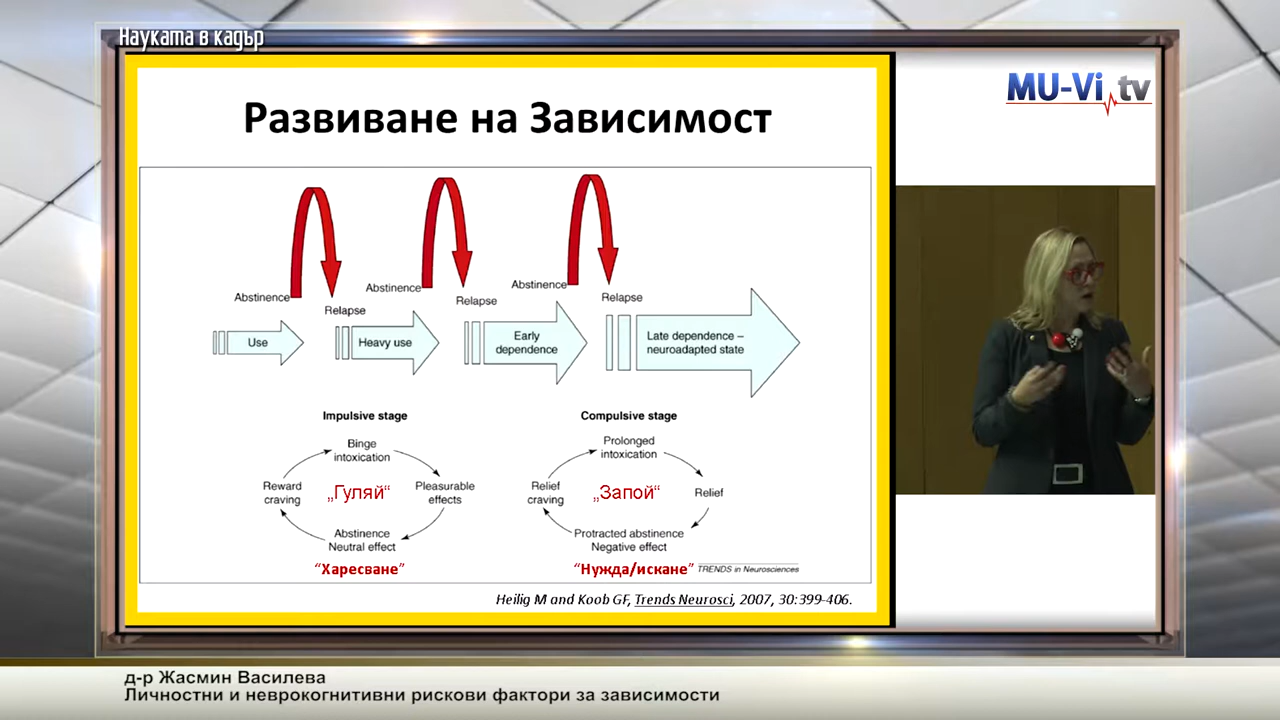 Науката в кадър
MU-Vi.tv
Развиване на Зависимост
Abstinence
Relapse
Abstinence
Relapse
Abstinence
Relapse
Use
Heavy use
Early
dependence
Late dependence –
neuroadapted state
Impulsive stage
Binge
intoxication
Reward
craving
„Гуляй“
Pleasurable
effects
Abstinence
Neutral effect
“Харесване”
Compulsive stage
Prolonged
intoxication
Relief
craving
„Запой“
Relief
Protracted abstinence
Negative effect
“Нужда/искане”
TRENDS in Neurosciences
Heilig M and Koob GF, Trends Neurosci, 2007, 30:399-406.
д-р Жасмин Василева
Личностни и неврокогнитивни рискови фактори за зависимости